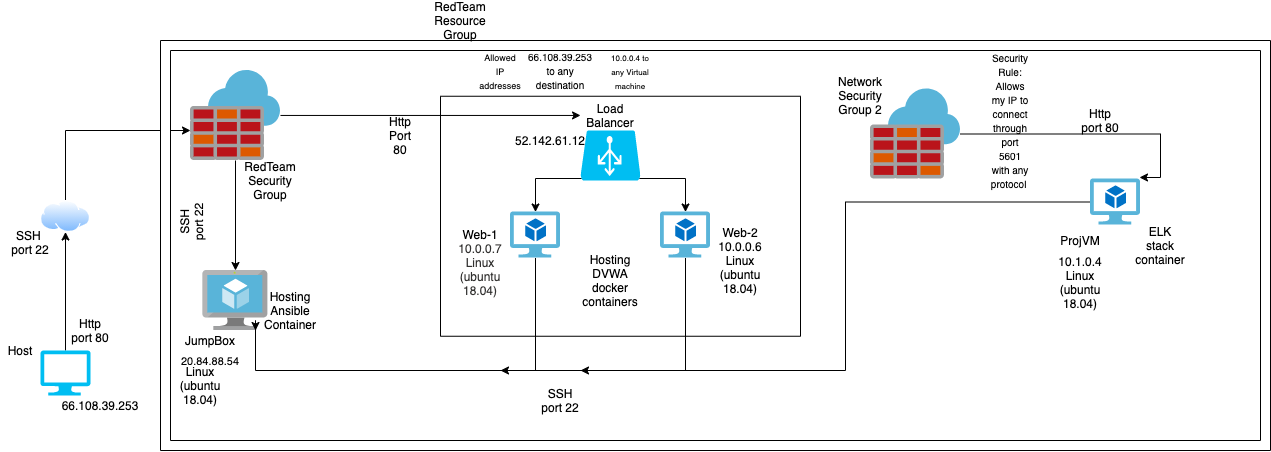 RedTeam
Resource
Group
Allowed
IP
addresses
66.108.39.253
to any
destination
10.0.0.4 to
any Virtual
machine
Security
Rule:
Allows
my IP to
connect
through
port
5601
with any
protocol
Network
Security
Group 2
Http
port 80
Load
Balancer
52.142.61.12
Http
Port
80
RedTeam
Security
Group
SSH
port 22
SSH
port 22
Web-1
10.0.0.7
Linux
(ubuntu
18.04)
Hosting
DVWA
docker
containers
Web-2
10.0.0.6
Linux
(ubuntu
18.04)
ProjVM
10.1.0.4
Linux
(ubuntu
18.04)
ELK
stack
container
Hosting
Ansible
Container
JumpBox
20.84.88.54
Linux
(ubuntu
18.04)
Http
port 80
Host
66.108.39.253
SSH
port 22